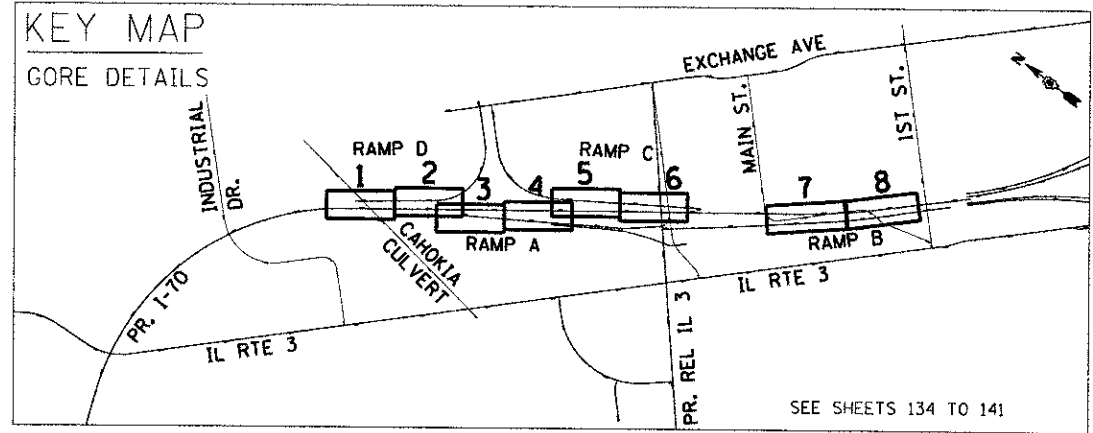 KEY MAP
GORE DETAILS
EXCHANGE AVE
N
INDUSTRIAL
DR.
MAIN ST.
1ST ST.
RAMP D
RAMP C
1
2
3
4
5
6
7
8
RAMP A
RAMP B
CAHOKIA
CULVERT
PR. I-70
IL RTE 3
IL RTE 3
PR. REL IL 3
SEE SHEETS 134 TO 141